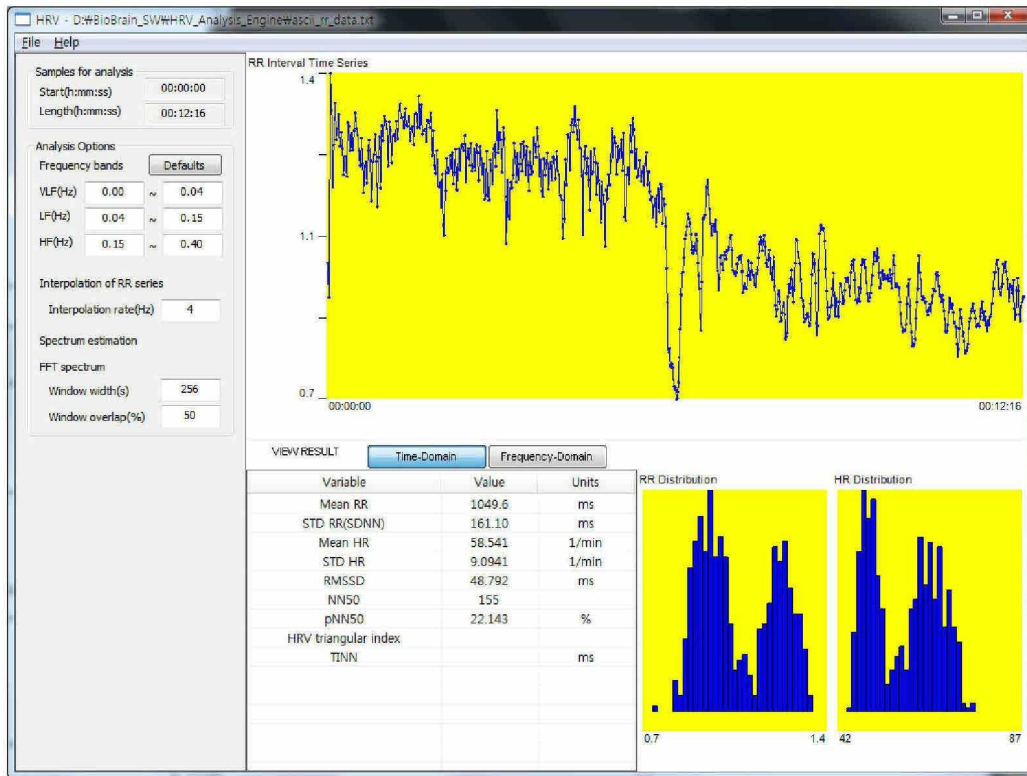 HRV - D:₩BioBrain_SW₩HRV_Analysis_Engine₩ascii_rr_data.txt
File Help
Samples for analysis
Start(h:mm:ss) 00:00:00
Length(h:mm:ss) 00:12:16
Analysis Options
Frequency bands Defaults
VLF(Hz) 0.00 ~ 0.04
LF(Hz) 0.04 ~ 0.15
HF(Hz) 0.15 ~ 0.40
Interpolation of RR series
Interpolation rate(Hz) 4
Spectrum estimation
FFT spectrum
Window width(s) 256
Window overlap(%) 50
RR Interval Time Series
1.4
1.1
0.7
00:00:00 00:12:16
VIEW RESULT Time-Domain Frequency-Domain
Variable Value Units
Mean RR 1049.6 ms
STD RR(SDNN) 161.10 ms
Mean HR 58.541 1/min
STD HR 9.0941 1/min
RMSSD 48.792 ms
NN50 155
pNN50 22.143 %
HRV triangular index
TINN ms
RR Distribution
0.7 1.4
HR Distribution
42 87